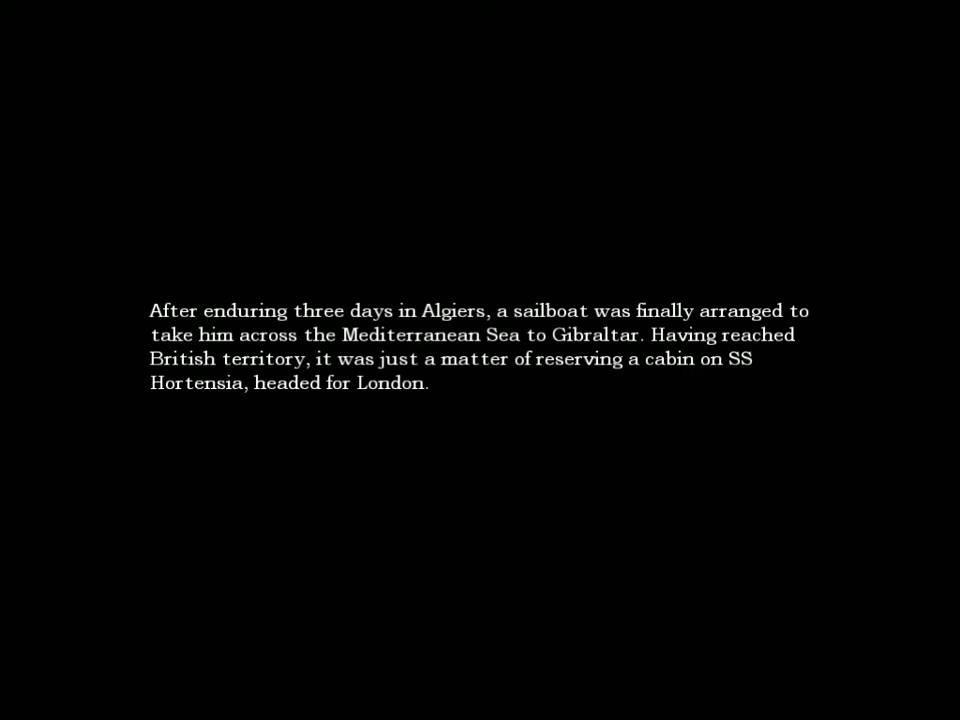 After enduring three days in Algiers, a sailboat was finally arranged to
take him across the Mediterranean Sea to Gibraltar. Having reached
British territory, it was just a matter of reserving a cabin on SS
Hortensia, headed for London.